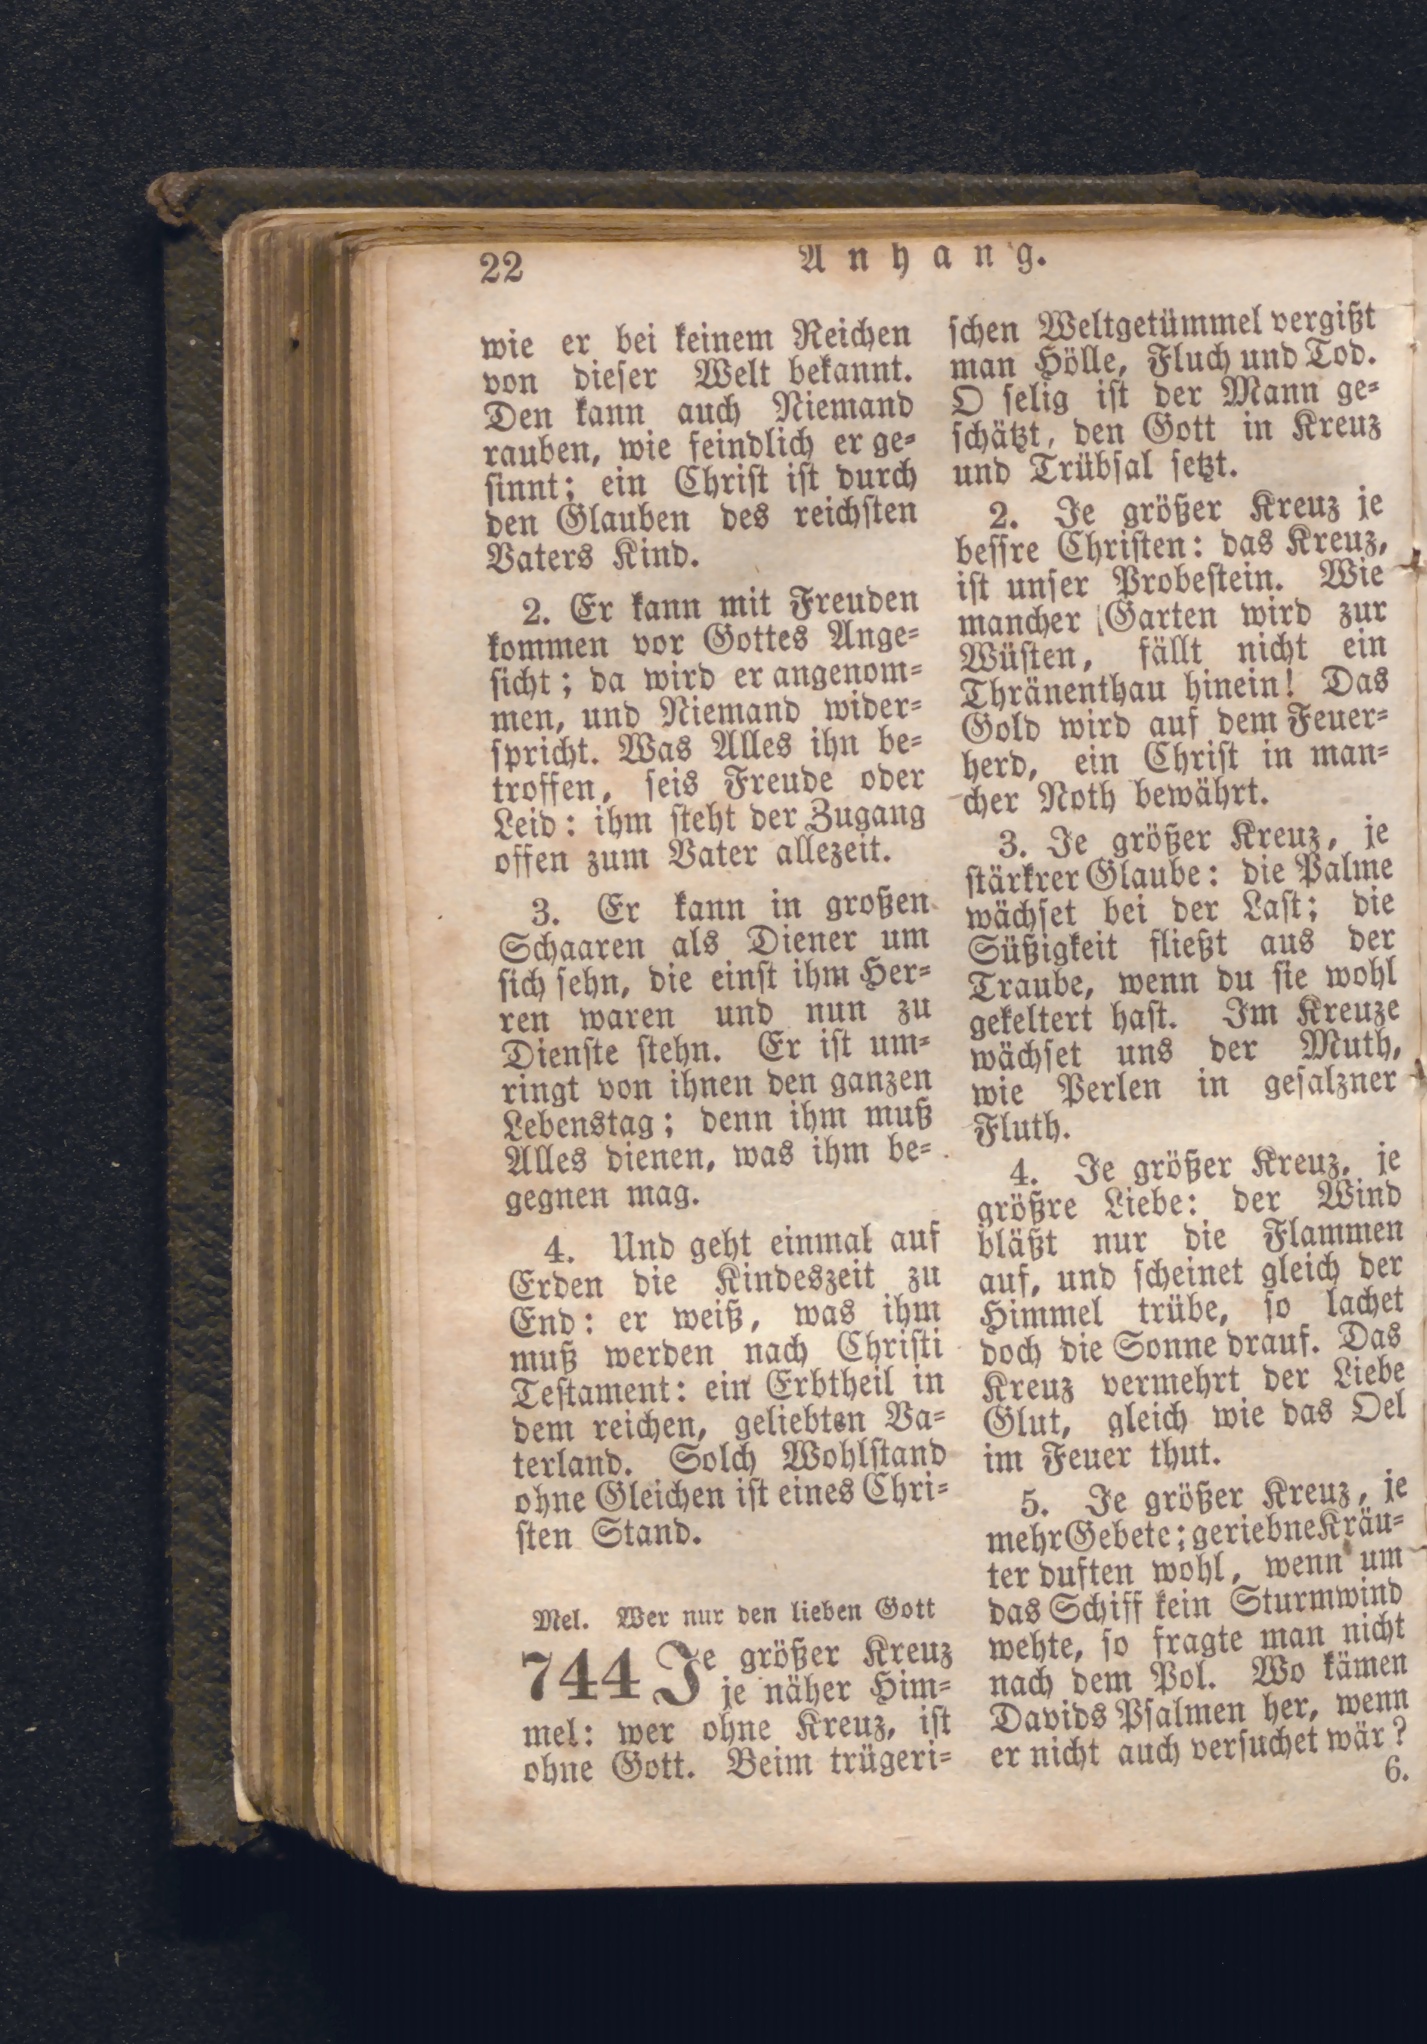 22
Anhang.
wie er bei keinem Reichen
von dieser Welt bekannt.
Den kann auch Niemand
rauben, wie feindlich er ge-
sinnt; ein Christ ist durch
den Glauben des reichsten
Vaters Kind.
2. Er kann mit Freuden
kommen vor Gottes Ange-
sicht; da wird er angenom-
men, und Niemand wider-
spricht. Was Alles ihn be-
troffen, seis Freude oder
Leid: ihm steht der Zugang
offen zum Vater allezeit.
3. Er kann in großen
Schaaren als Diener um
sich sehn, die einst ihm Her-
ren waren und nun zu
Dienste stehn. Er ist um-
ringt von ihnen den ganzen
Lebenstag; denn ihm muß
Alles dienen, was ihm be-
gegnen mag.
4. Und geht einmal auf
Erden die Kindeszeit zu
End: er weiß, was ihm
muß werden nach Christi
Testament: ein Erbtheil in
dem reichen, geliebten Va-
terland. Solch Wohlstand
ohne Gleichen ist eines Chri-
sten Stand.
Mel. Wer nur den lieben Gott
744 Je größer Kreuz
je näher Him-
mel: wer ohne Kreuz, ist
ohne Gott. Beim trügeri-
schen Weltgetümmel vergißt
man Hölle, Fluch und Tod.
O selig ist der Mann ge-
schätzt, den Gott in Kreuz
und Trübsal setzt.
2. Je größer Kreuz je
bessre Christen: das Kreuz,
ist unser Probestein. Wie
mancher Garten wird zur
Wüsten, fällt nicht ein
Thränenthau hinein! Das
Gold wird auf dem Feuer-
herd, ein Christ in man-
cher Noth bewährt.
3. Je größer Kreuz, je
stärkrer Glaube: die Palme
wächset bei der Last; die
Süßigkeit fließt aus der
Traube, wenn du sie wohl
gekeltert hast. Im Kreuze
wächset uns der Muth,
wie Perlen in gesalzner
Fluth.
4. Je größer Kreuz, je
größre Liebe: der Wind
bläßt nur die Flammen
auf, und scheinet gleich der
Himmel trübe, so lachet
doch die Sonne drauf. Das
Kreuz vermehrt der Liebe
Glut, gleich wie das Oel
im Feuer thut.
5. Je größer Kreuz, je
mehr Gebete; geriebne Kräu-
ter duften wohl, wenn um
das Schiff kein Sturmwind
wehte, so fragte man nicht
nach dem Pol. Wo kämen
Davids Psalmen her, wenn
er nicht auch versuchet wär?
6.